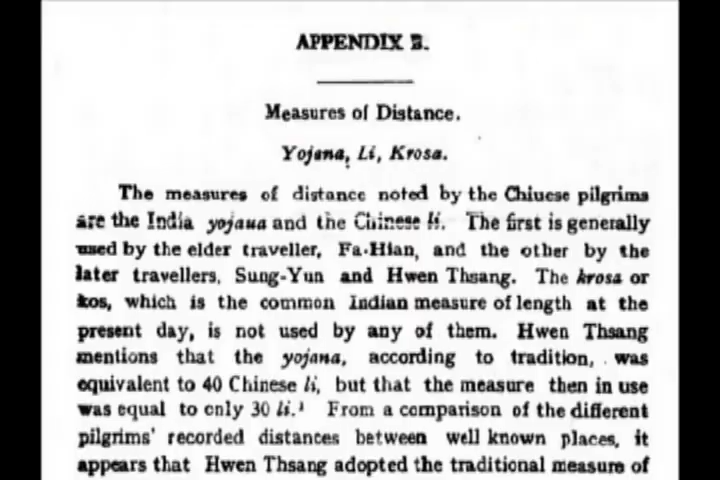 APPENDIX B.
Measures of Distance.
Yojana, Li, Krosa.
The measures of distance noted by the Chinese pilgrims
are the India yojana and the Chinese li. The first is generally
used by the elder traveller, Fa-Hian, and the other by the
later travellers, Sung-Yun and Hwen Thsang. The krosa or
kos, which is the common Indian measure of length at the
present day, is not used by any of them. Hwen Thsang
mentions that the yojana, according to tradition, was
equivalent to 40 Chinese li, but that the measure then in use
was equal to only 30 li.¹ From a comparison of the different
pilgrims' recorded distances between well known places, it
appears that Hwen Thsang adopted the traditional measure of